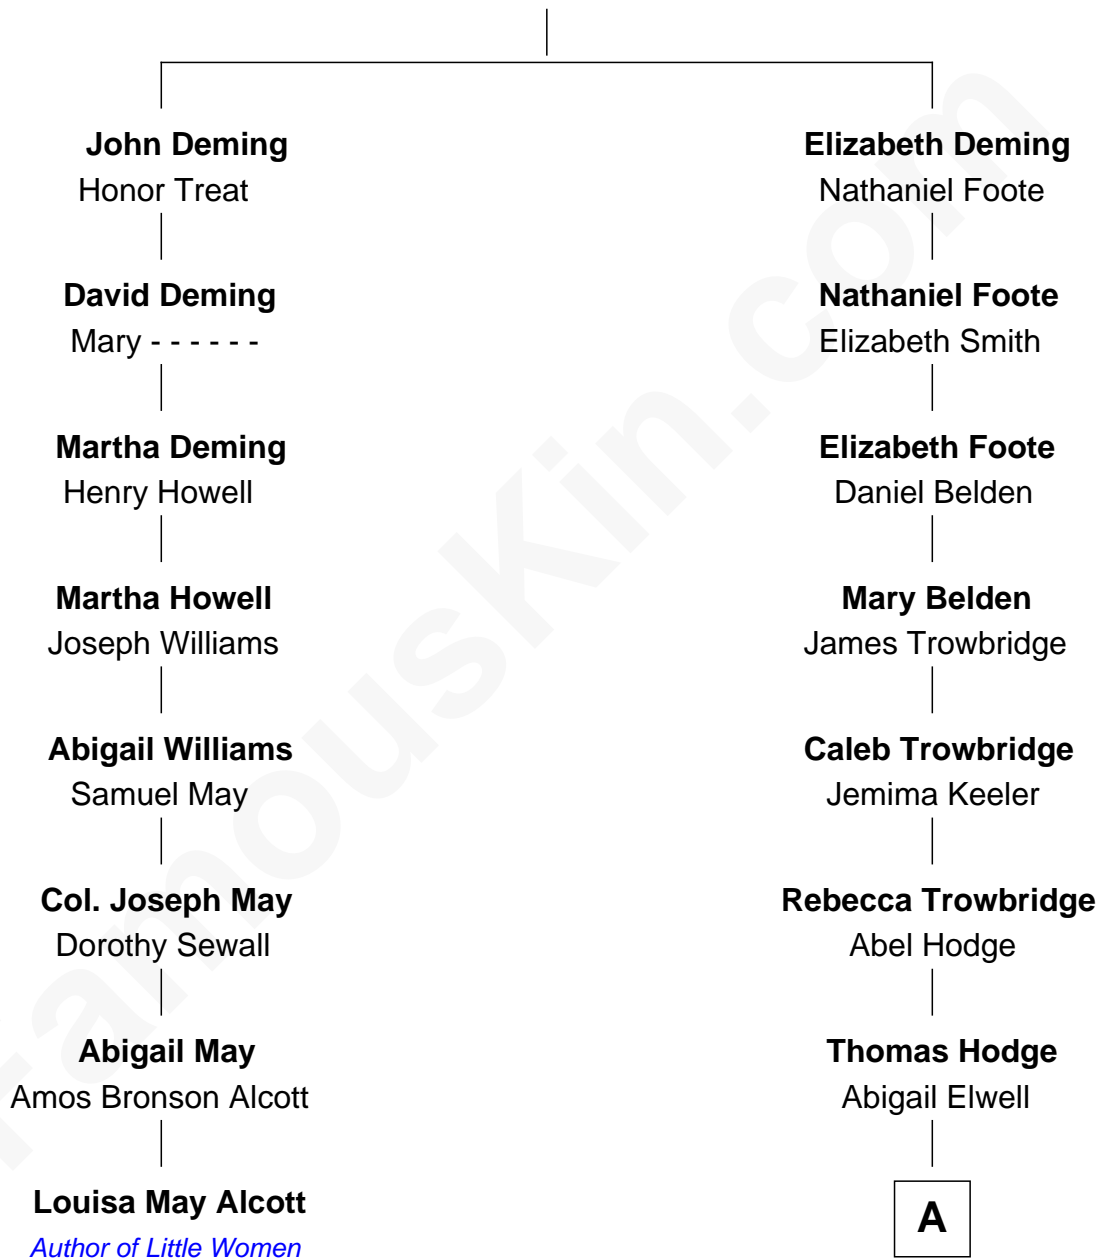 John Deming
Honor Treat
Elizabeth Deming
Nathaniel Foote
David Deming
Mary - - - - - -
Nathaniel Foote
Elizabeth Smith
Martha Deming
Henry Howell
Elizabeth Foote
Daniel Belden
Martha Howell
Joseph Williams
Mary Belden
James Trowbridge
Abigail Williams
Samuel May
Caleb Trowbridge
Jemima Keeler
Col. Joseph May
Dorothy Sewall
Rebecca Trowbridge
Abel Hodge
Abigail May
Amos Bronson Alcott
Thomas Hodge
Abigail Elwell
Louisa May Alcott
Author of Little Women
A
FamousKin.com